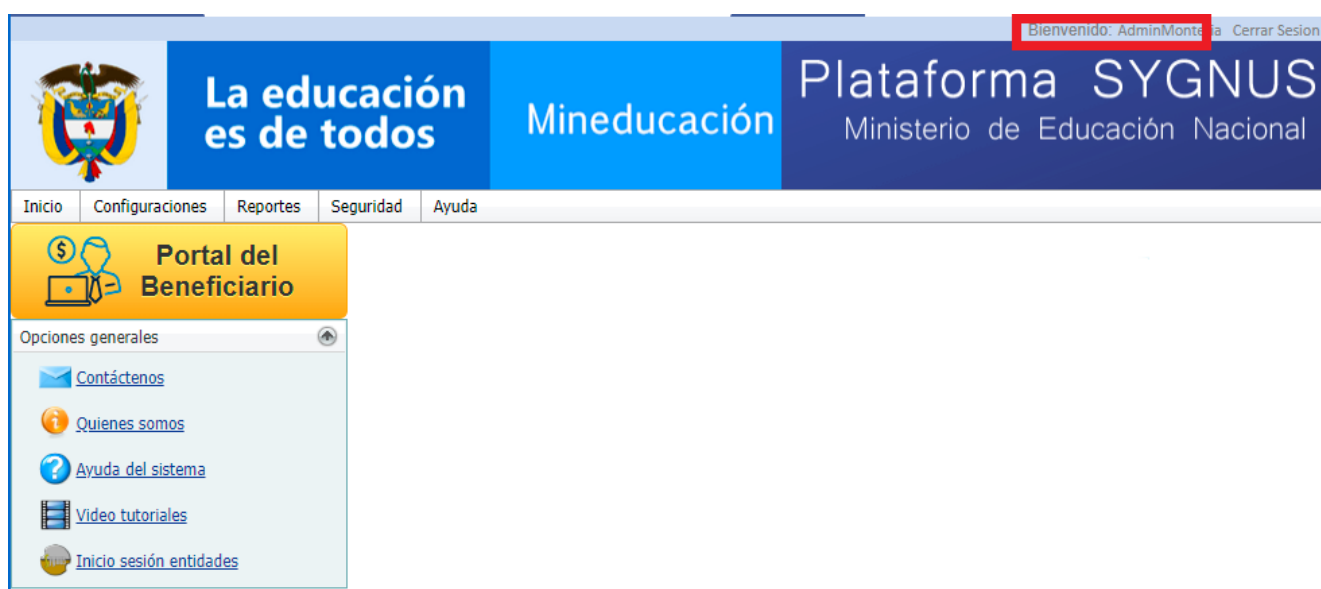 Bienvenido: AdminMonteria Cerrar Sesion
La educación
es de todos
Mineducación
Plataforma SYGNUS
Ministerio de Educación Nacional
Inicio Configuraciones Reportes Seguridad Ayuda
Portal del
Beneficiario
Opciones generales
Contáctenos
Quienes somos
Ayuda del sistema
Video tutoriales
Inicio sesión entidades